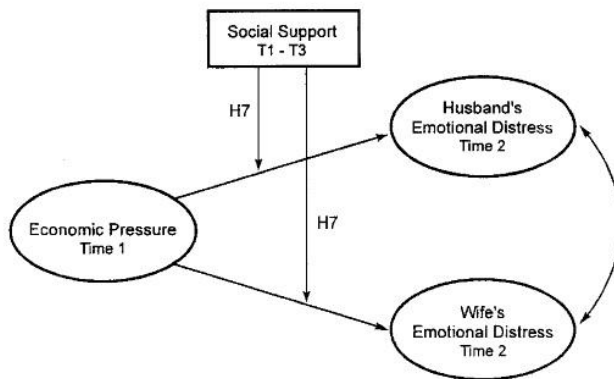 Social Support
T1 - T3
H7
Husband's
Emotional Distress
Time 2
Economic Pressure
Time 1
H7
Wife's
Emotional Distress
Time 2